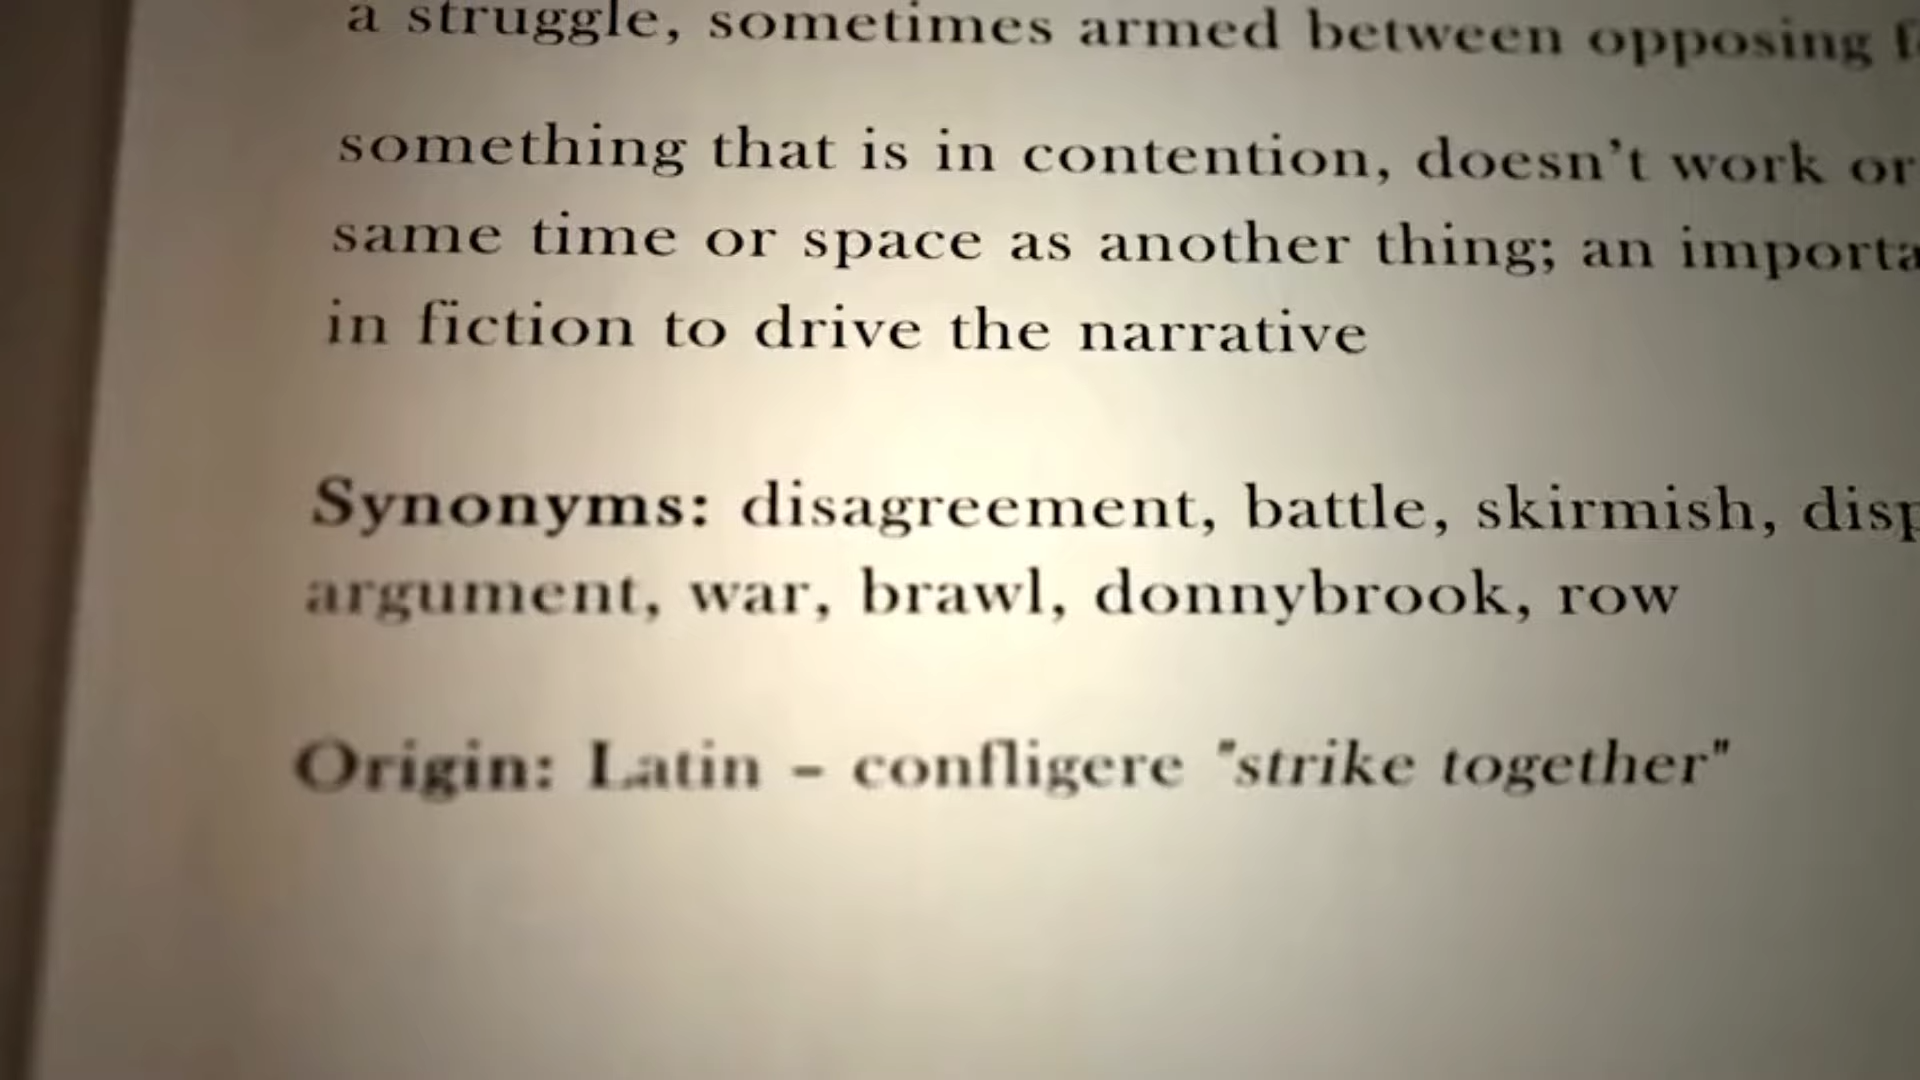 a struggle, sometimes armed between opposing
something that is in contention, doesn't work or
same time or space as another thing; an
in fiction to drive the narrative
Synonyms: disagreement, battle, skirmish,
argument, war, brawl, donnybrook, row
Origin: Latin – confligere "strike together"